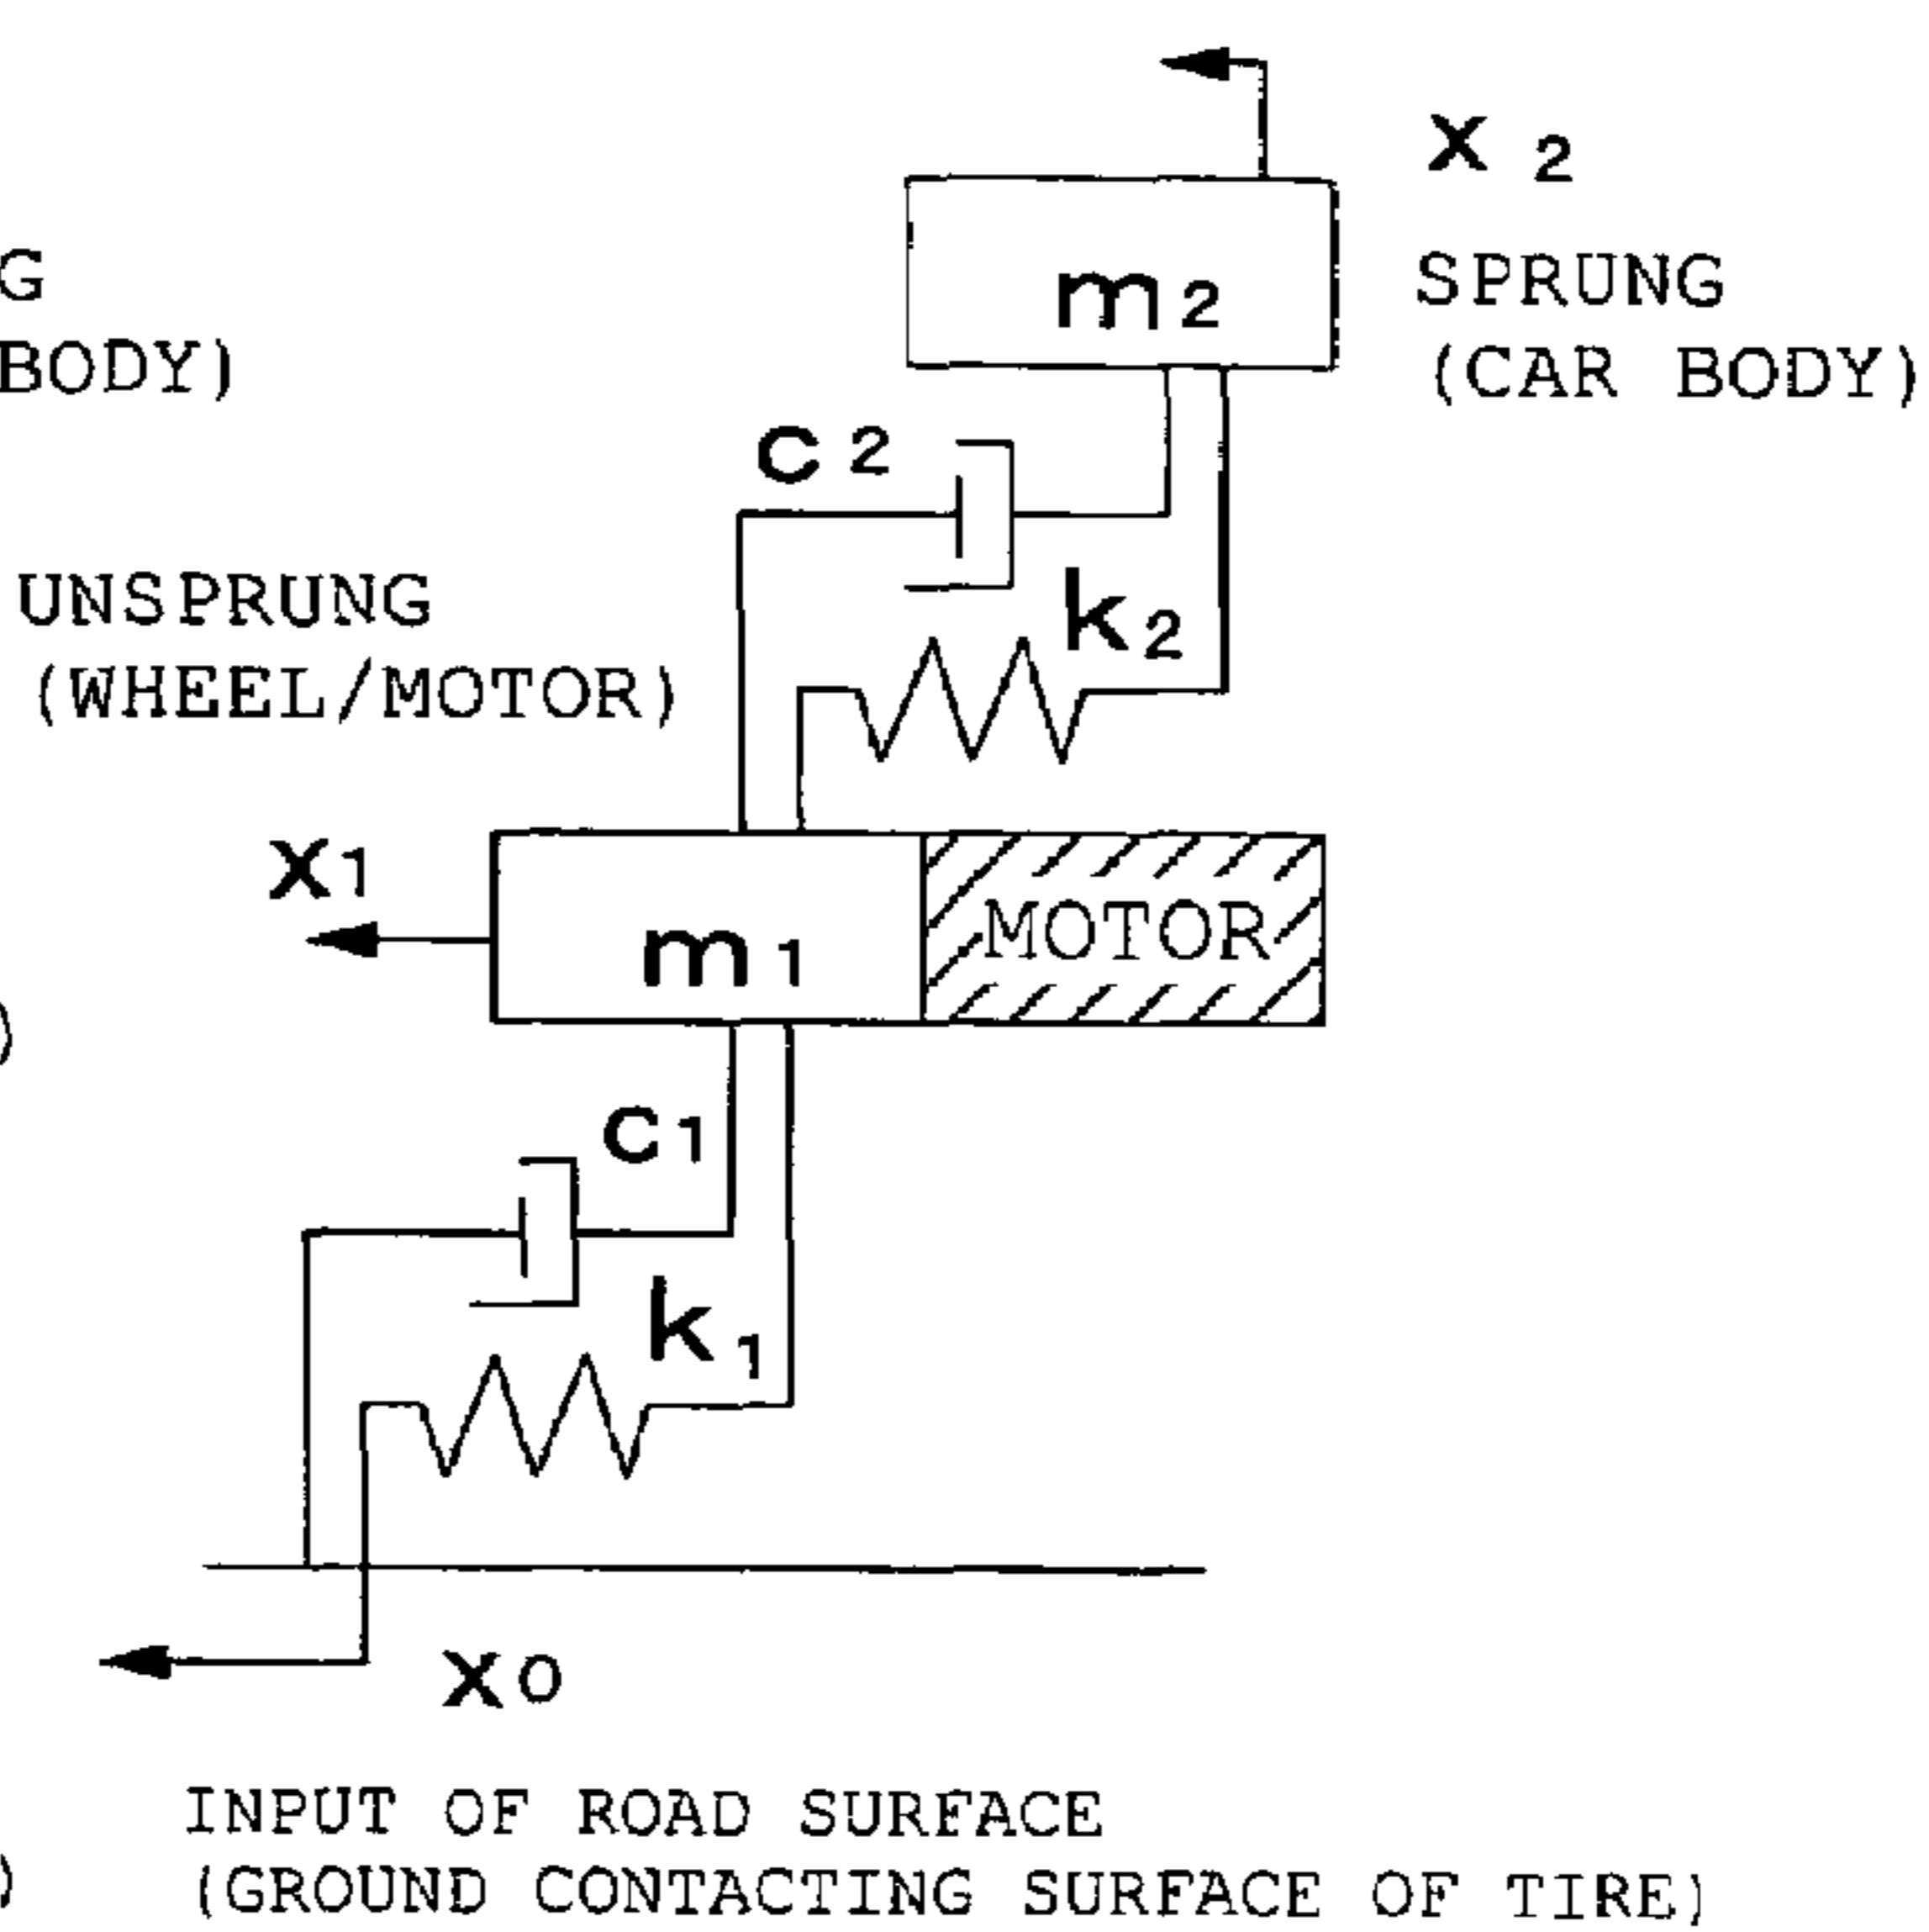 x2
G
BODY)
SPRUNG
(CAR BODY)
m2
c2
k2
UNSPRUNG
(WHEEL/MOTOR)
x1
m1
MOTOR
)
c1
k1
x0
INPUT OF ROAD SURFACE
)
(GROUND CONTACTING SURFACE OF TIRE)